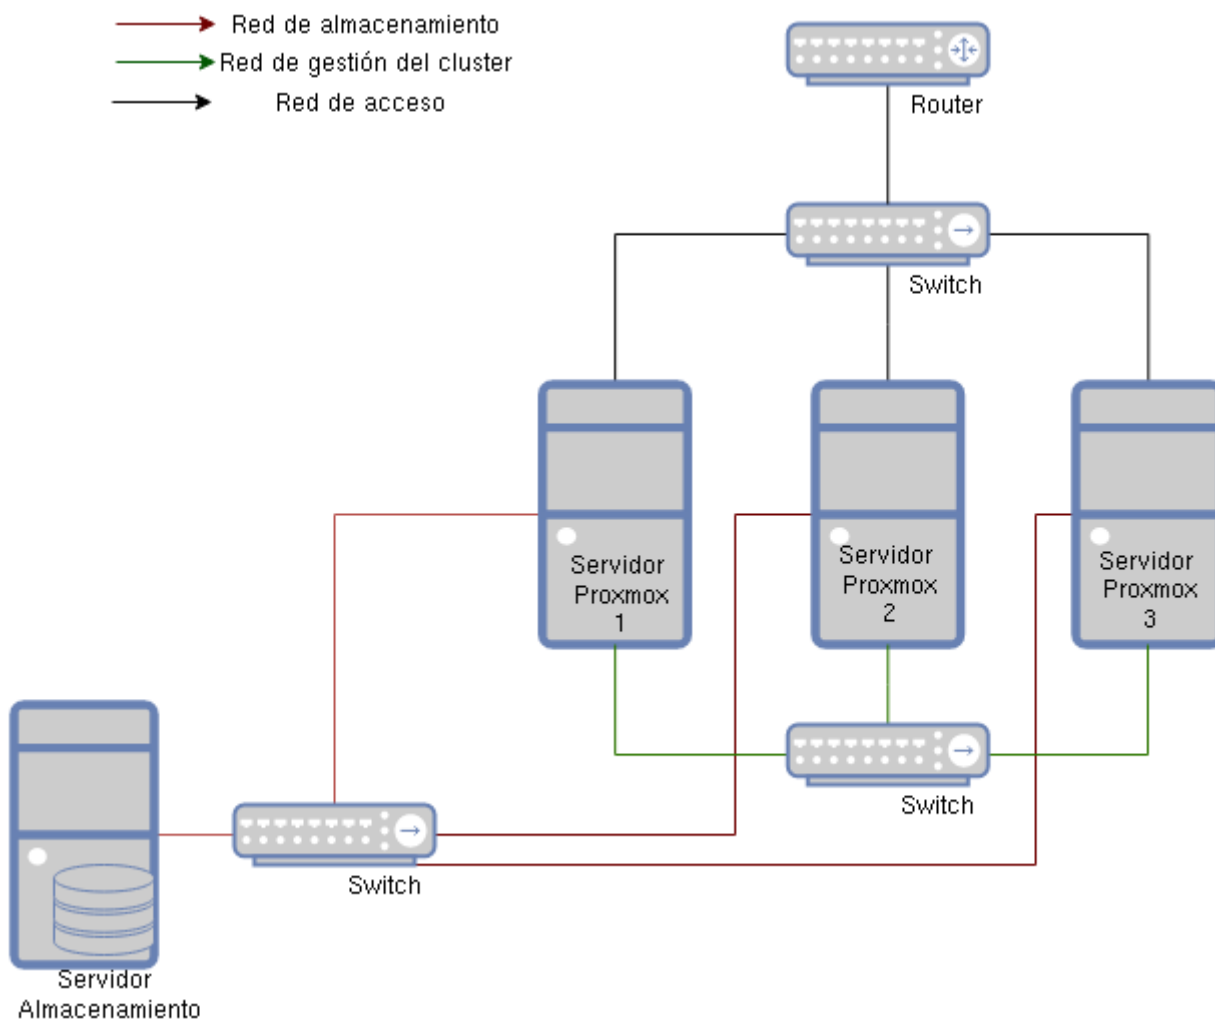 Red de almacenamiento
Red de gestión del cluster
Red de acceso
Router
Switch
Servidor
Proxmox
1
Servidor
Proxmox
2
Servidor
Proxmox
3
Switch
Switch
Servidor
Almacenamiento